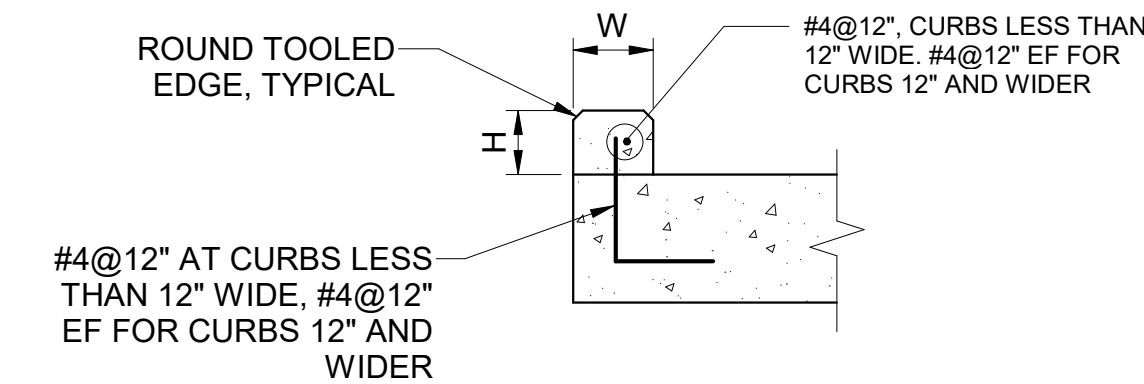 W
#4@12", CURBS LESS THAN
12" WIDE. #4@12" EF FOR
CURBS 12" AND WIDER
ROUND TOOLED
EDGE, TYPICAL
H
#4@12" AT CURBS LESS
THAN 12" WIDE, #4@12"
EF FOR CURBS 12" AND
WIDER